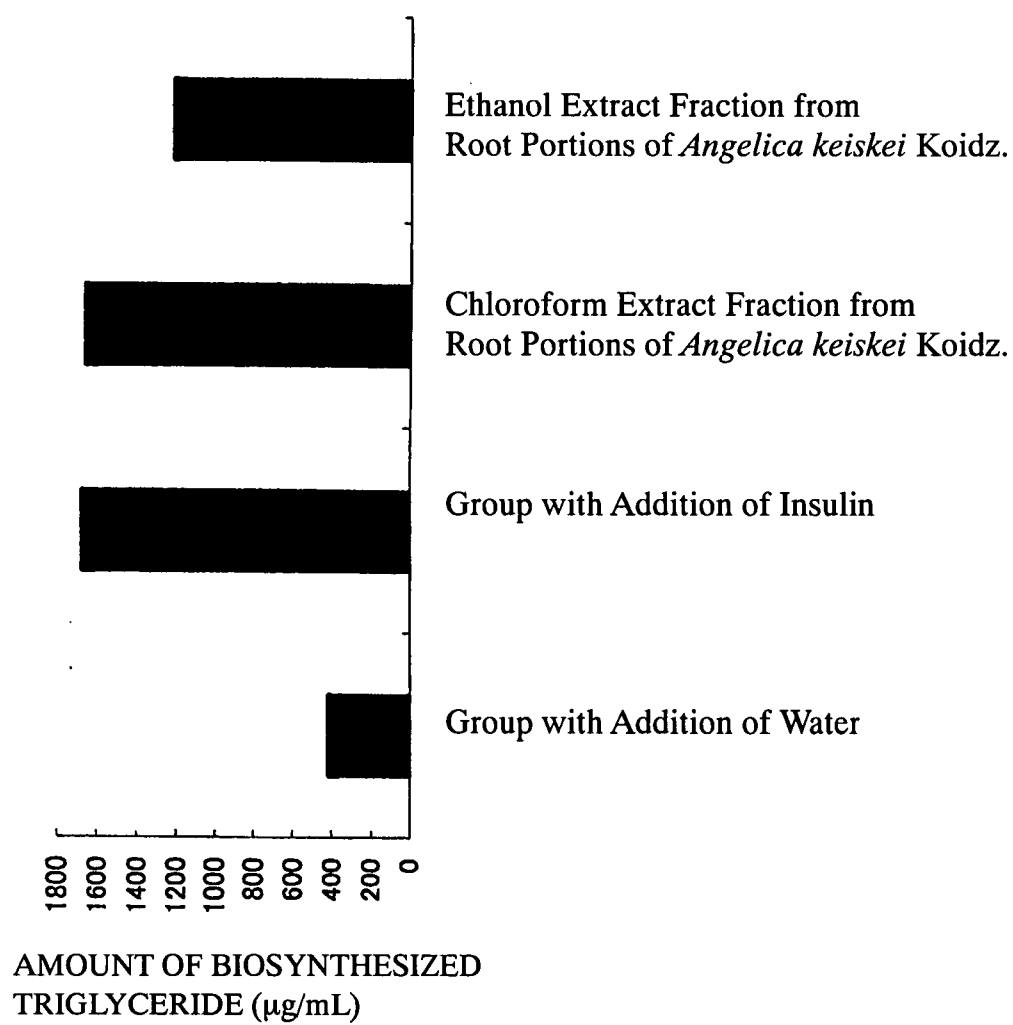 Ethanol Extract Fraction from
Root Portions of Angelica keiskei Koidz.
Chloroform Extract Fraction from
Root Portions of Angelica keiskei Koidz.
Group with Addition of Insulin
Group with Addition of Water
1800
1600
1400
1200
1000
800
600
400
200
0
AMOUNT OF BIOSYNTHESIZED
TRIGLYCERIDE (µg/mL)